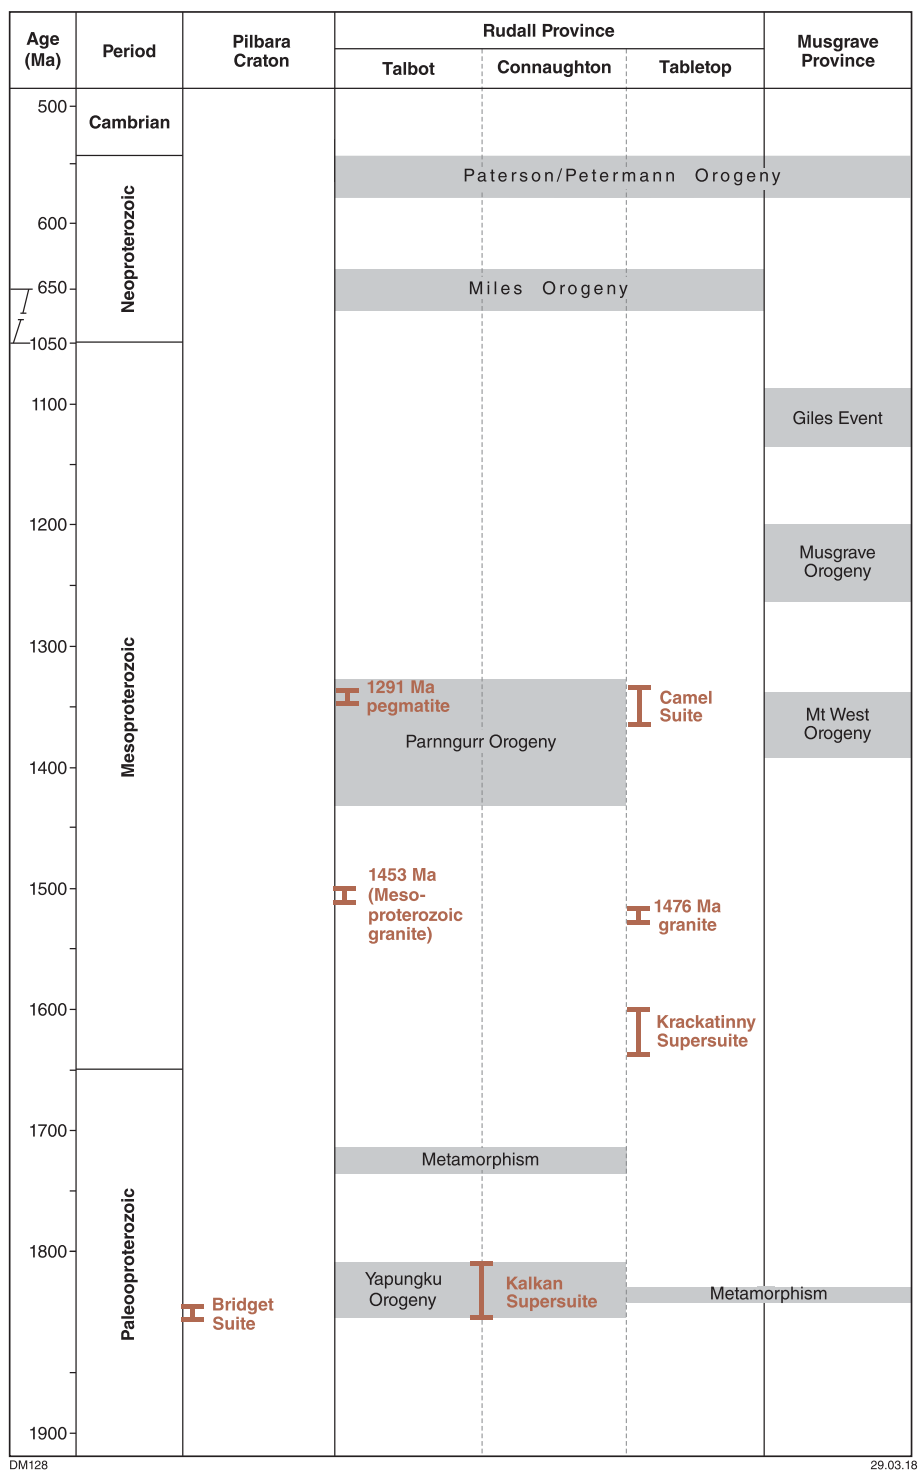 Age
(Ma)
Period
Pilbara
Craton
Rudall Province
Talbot
Connaughton
Tabletop
Musgrave
Province
500
Cambrian
Paterson/Petermann Orogeny
600
Neoproterozoic
650
Miles Orogeny
1050
1100
Giles Event
1200
Musgrave
Orogeny
1300
Mesoproterozoic
1291 Ma
pegmatite
Camel
Suite
Mt West
Orogeny
Parnngurr Orogeny
1400
1453 Ma
(Meso-
proterozoic
granite)
1500
1476 Ma
granite
1600
Krackatinny
Supersuite
1700
Metamorphism
Paleooproterozoic
1800
Yapungku
Orogeny
Kalkan
Supersuite
Metamorphism
Bridget
Suite
1900
DM128
29.03.18